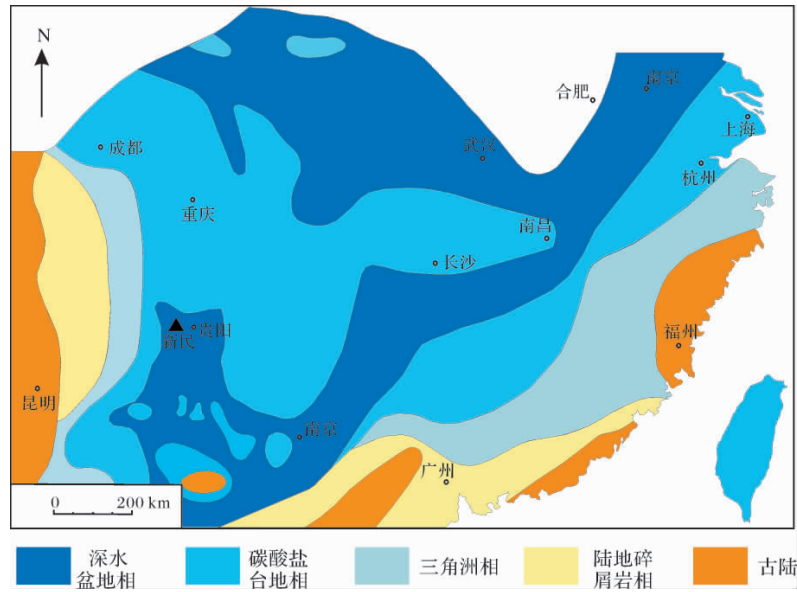 N
南京
合肥
上海
成都
武汉
杭州
重庆
南昌
长沙
福州
贵阳
新民
昆明
南京
广州
0 200 km
深水
盆地相
碳酸盐
台地相
三角洲相
陆地碎
屑岩相
古陆